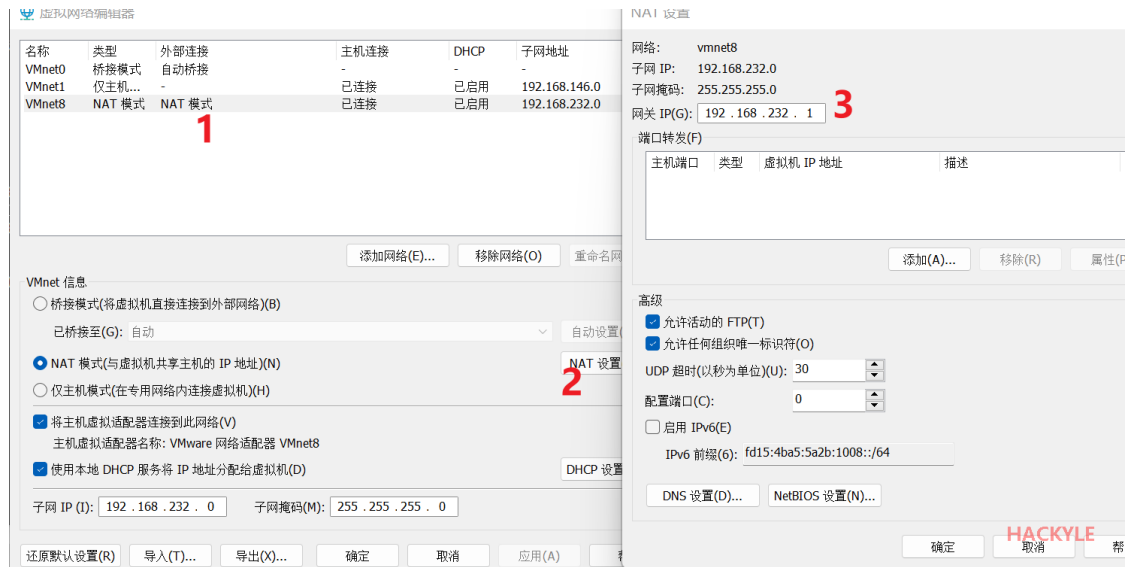 虚拟网络编辑器
名称 类型 外部连接 主机连接 DHCP 子网地址
VMnet0 桥接模式 自动桥接 - - -
VMnet1 仅主机... - 已连接 已启用 192.168.146.0
VMnet8 NAT 模式 NAT 模式 已连接 已启用 192.168.232.0
1
添加网络(E)... 移除网络(O) 重命名网
VMnet 信息
桥接模式(将虚拟机直接连接到外部网络)(B)
已桥接至(G): 自动 自动设置(
NAT 模式(与虚拟机共享主机的 IP 地址)(N) NAT 设置
2
仅主机模式(在专用网络内连接虚拟机)(H)
将主机虚拟适配器连接到此网络(V)
主机虚拟适配器名称: VMware 网络适配器 VMnet8
使用本地 DHCP 服务将 IP 地址分配给虚拟机(D) DHCP 设置
子网 IP (I): 192 . 168 . 232 . 0 子网掩码(M): 255 . 255 . 255 . 0
还原默认设置(R) 导入(T)... 导出(X)... 确定 取消 应用(A)
NAT 设置
网络: vmnet8
子网 IP: 192.168.232.0
子网掩码: 255.255.255.0
网关 IP(G): 192 . 168 . 232 . 1 3
端口转发(F)
主机端口 类型 虚拟机 IP 地址 描述
添加(A)... 移除(R) 属性(P
高级
允许活动的 FTP(T)
允许任何组织唯一标识符(O)
UDP 超时(以秒为单位)(U): 30
配置端口(C): 0
启用 IPv6(E)
IPv6 前缀(6): fd15:4ba5:5a2b:1008::/64
DNS 设置(D)... NetBIOS 设置(N)...
HACKYLE
确定 取消 帮